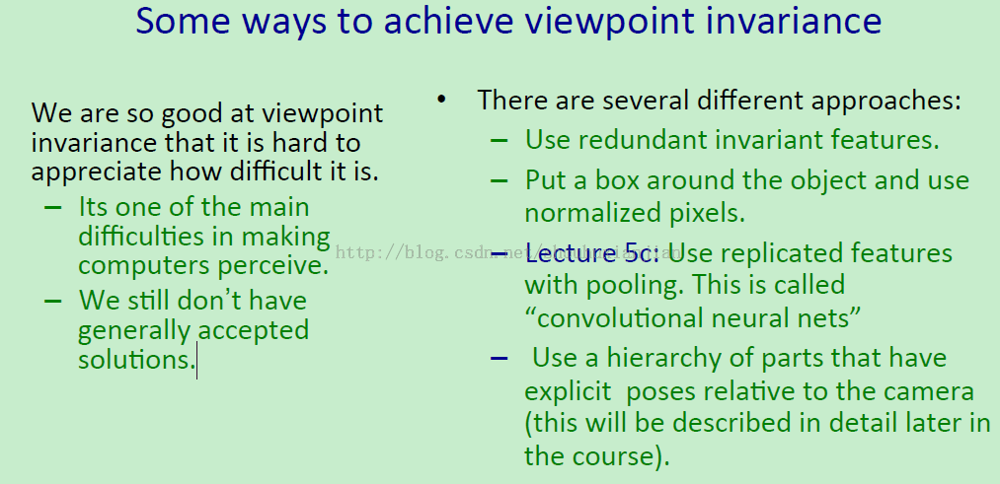 Some ways to achieve viewpoint invariance
We are so good at viewpoint
invariance that it is hard to
appreciate how difficult it is.
– Its one of the main
difficulties in making
computers perceive.
– We still don’t have
generally accepted
solutions.
• There are several different approaches:
– Use redundant invariant features.
– Put a box around the object and use
normalized pixels.
– Lecture 5c: Use replicated features
with pooling. This is called
“convolutional neural nets”
– Use a hierarchy of parts that have
explicit poses relative to the camera
(this will be described in detail later in
the course).
http://blog.csdn.net/